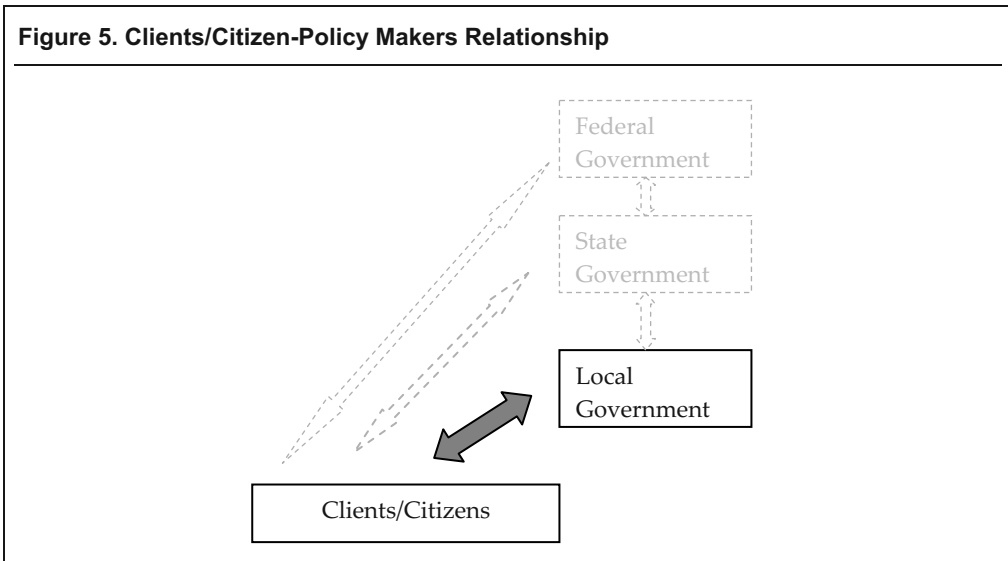 Figure 5. Clients/Citizen-Policy Makers Relationship
Federal
Government
State
Government
Local
Government
Clients/Citizens